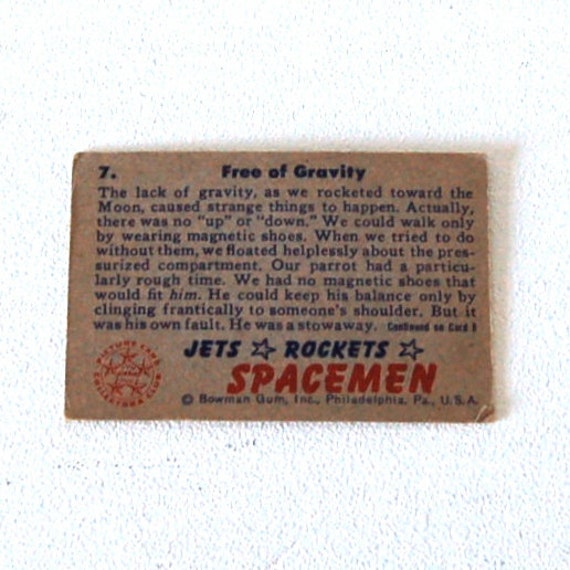 7. Free of Gravity
The lack of gravity, as we rocketed toward the
Moon, caused strange things to happen. Actually,
there was no "up" or "down." We could walk only
by wearing magnetic shoes. When we tried to do
without them, we floated helplessly about the pres-
surized compartment. Our parrot had a particu-
larly rough time. We had no magnetic shoes that
would fit him. He could keep his balance only by
clinging frantically to someone's shoulder. But it
was his own fault. He was stowaway. Continued on Card 8
JETS ☆ ROCKETS ☆
SPACEMEN
PICTURE CARD
COLLECTORS CLUB
© Bowman Gum, Inc., Philadelphia, Pa., U.S.A.